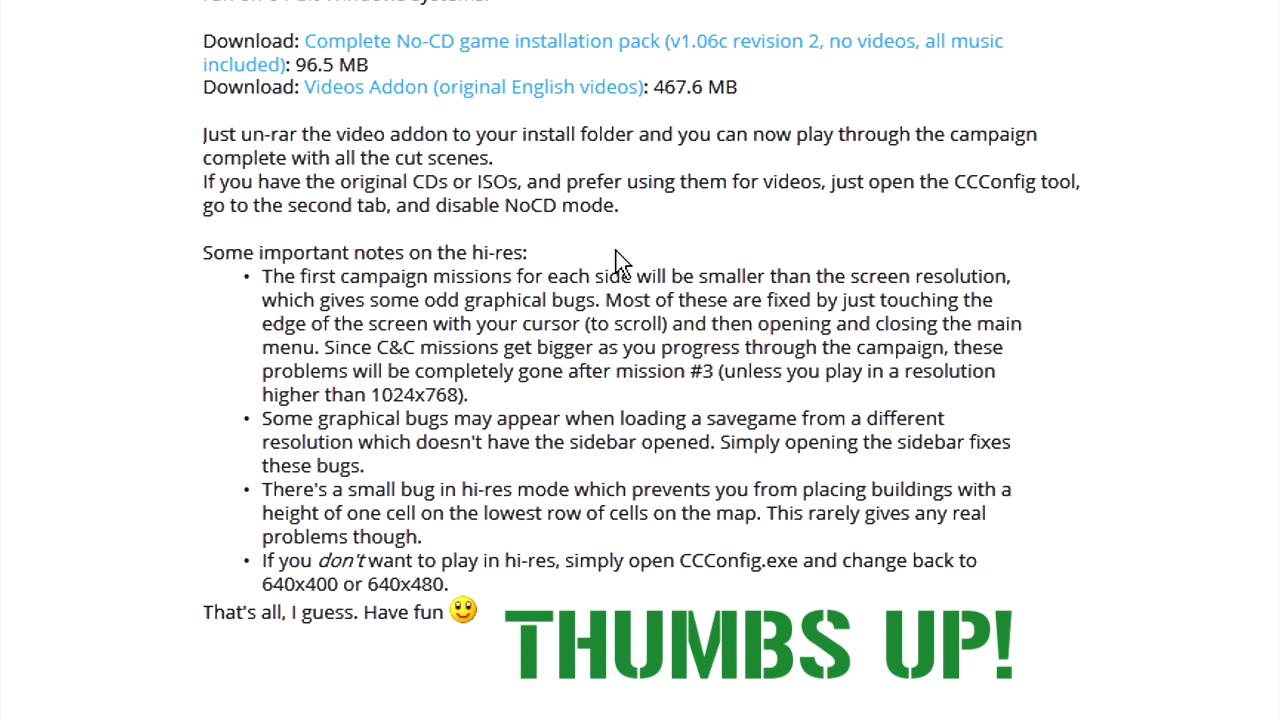 Download: Complete No-CD game installation pack (v1.06c revision 2, no videos, all music
included): 96.5 MB
Download: Videos Addon (original English videos): 467.6 MB
Just un-rar the video addon to your install folder and you can now play through the campaign
complete with all the cut scenes.
If you have the original CDs or ISOs, and prefer using them for videos, just open the CCConfig tool,
go to the second tab, and disable NoCD mode.
Some important notes on the hi-res:
• The first campaign missions for each side will be smaller than the screen resolution,
which gives some odd graphical bugs. Most of these are fixed by just touching the
edge of the screen with your cursor (to scroll) and then opening and closing the main
menu. Since C&C missions get bigger as you progress through the campaign, these
problems will be completely gone after mission #3 (unless you play in a resolution
higher than 1024x768).
• Some graphical bugs may appear when loading a savegame from a different
resolution which doesn't have the sidebar opened. Simply opening the sidebar fixes
these bugs.
• There's a small bug in hi-res mode which prevents you from placing buildings with a
height of one cell on the lowest row of cells on the map. This rarely gives any real
problems though.
• If you don't want to play in hi-res, simply open CCConfig.exe and change back to
640x400 or 640x480.
That's all, I guess. Have fun
THUMBS UP!